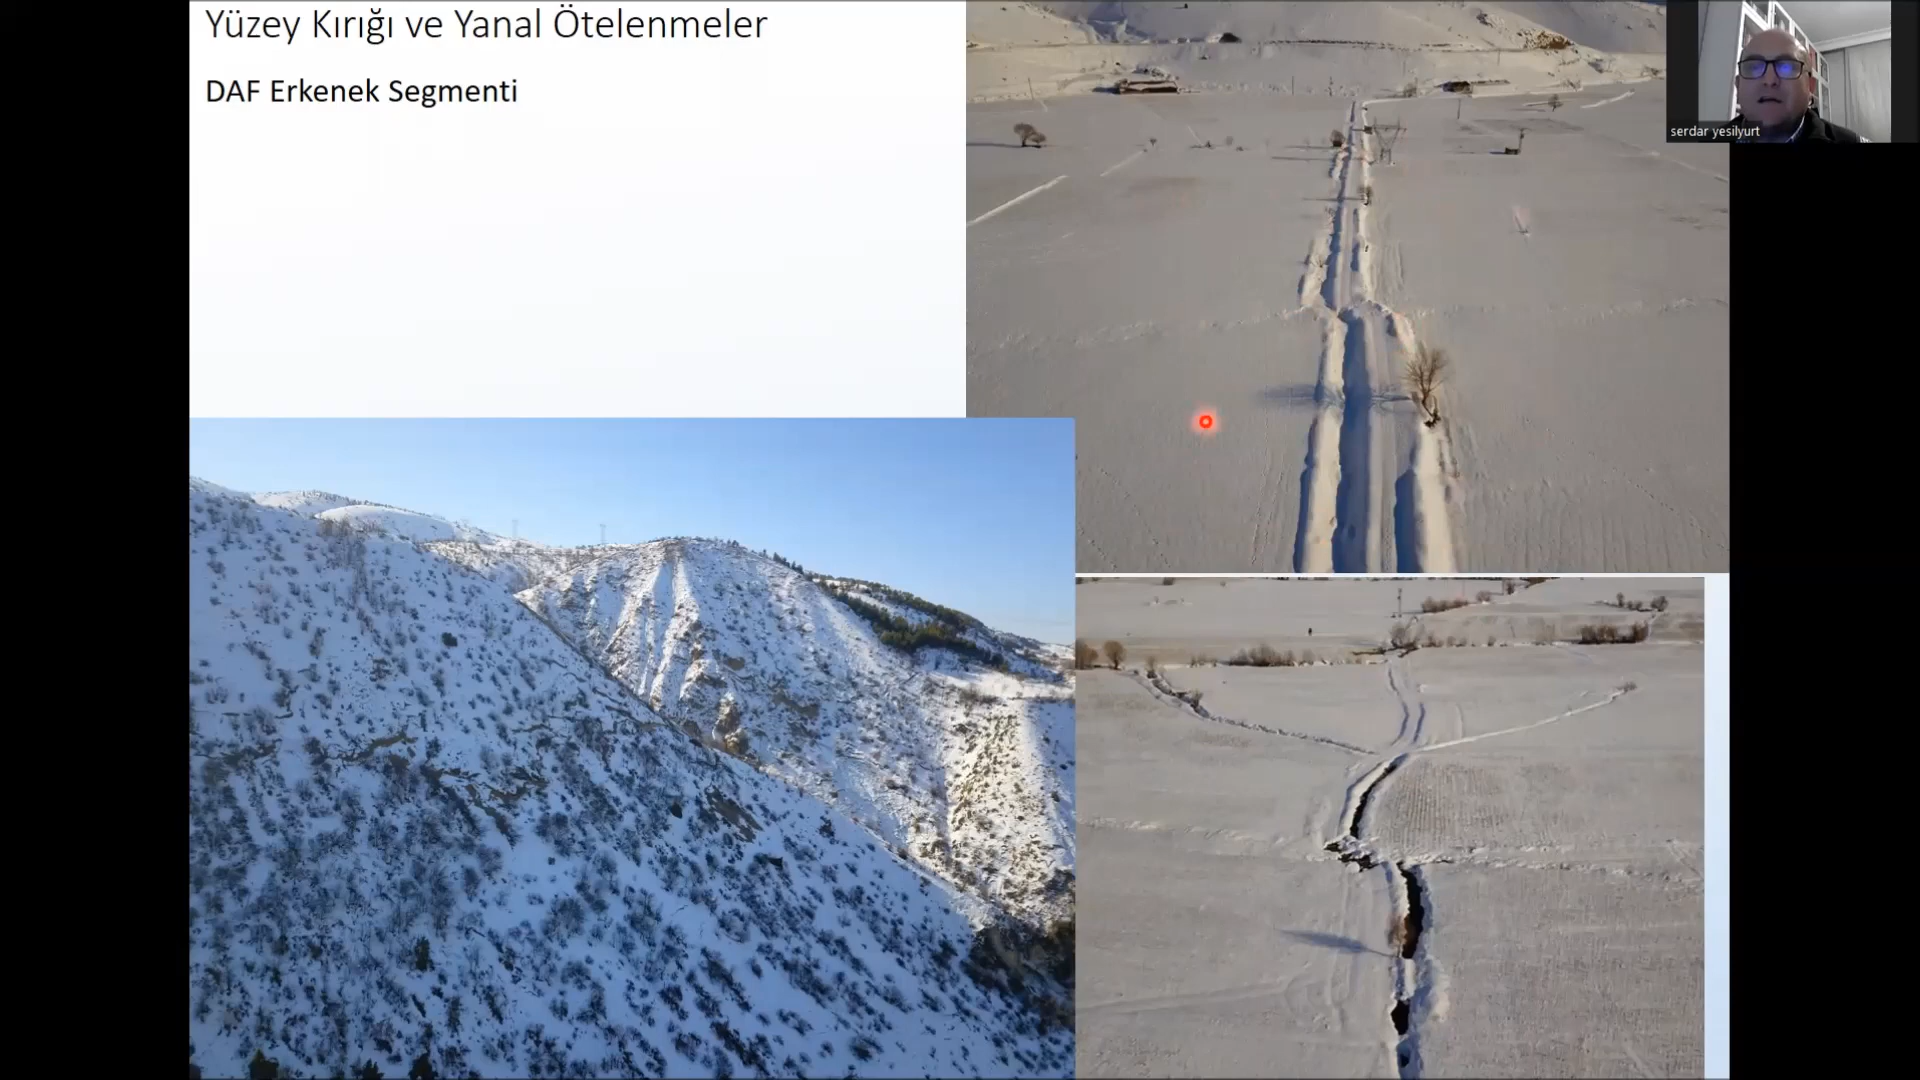 Yüzey Kırığı ve Yanal Ötelenmeler
DAF Erkenek Segmenti
serdar yesilyurt